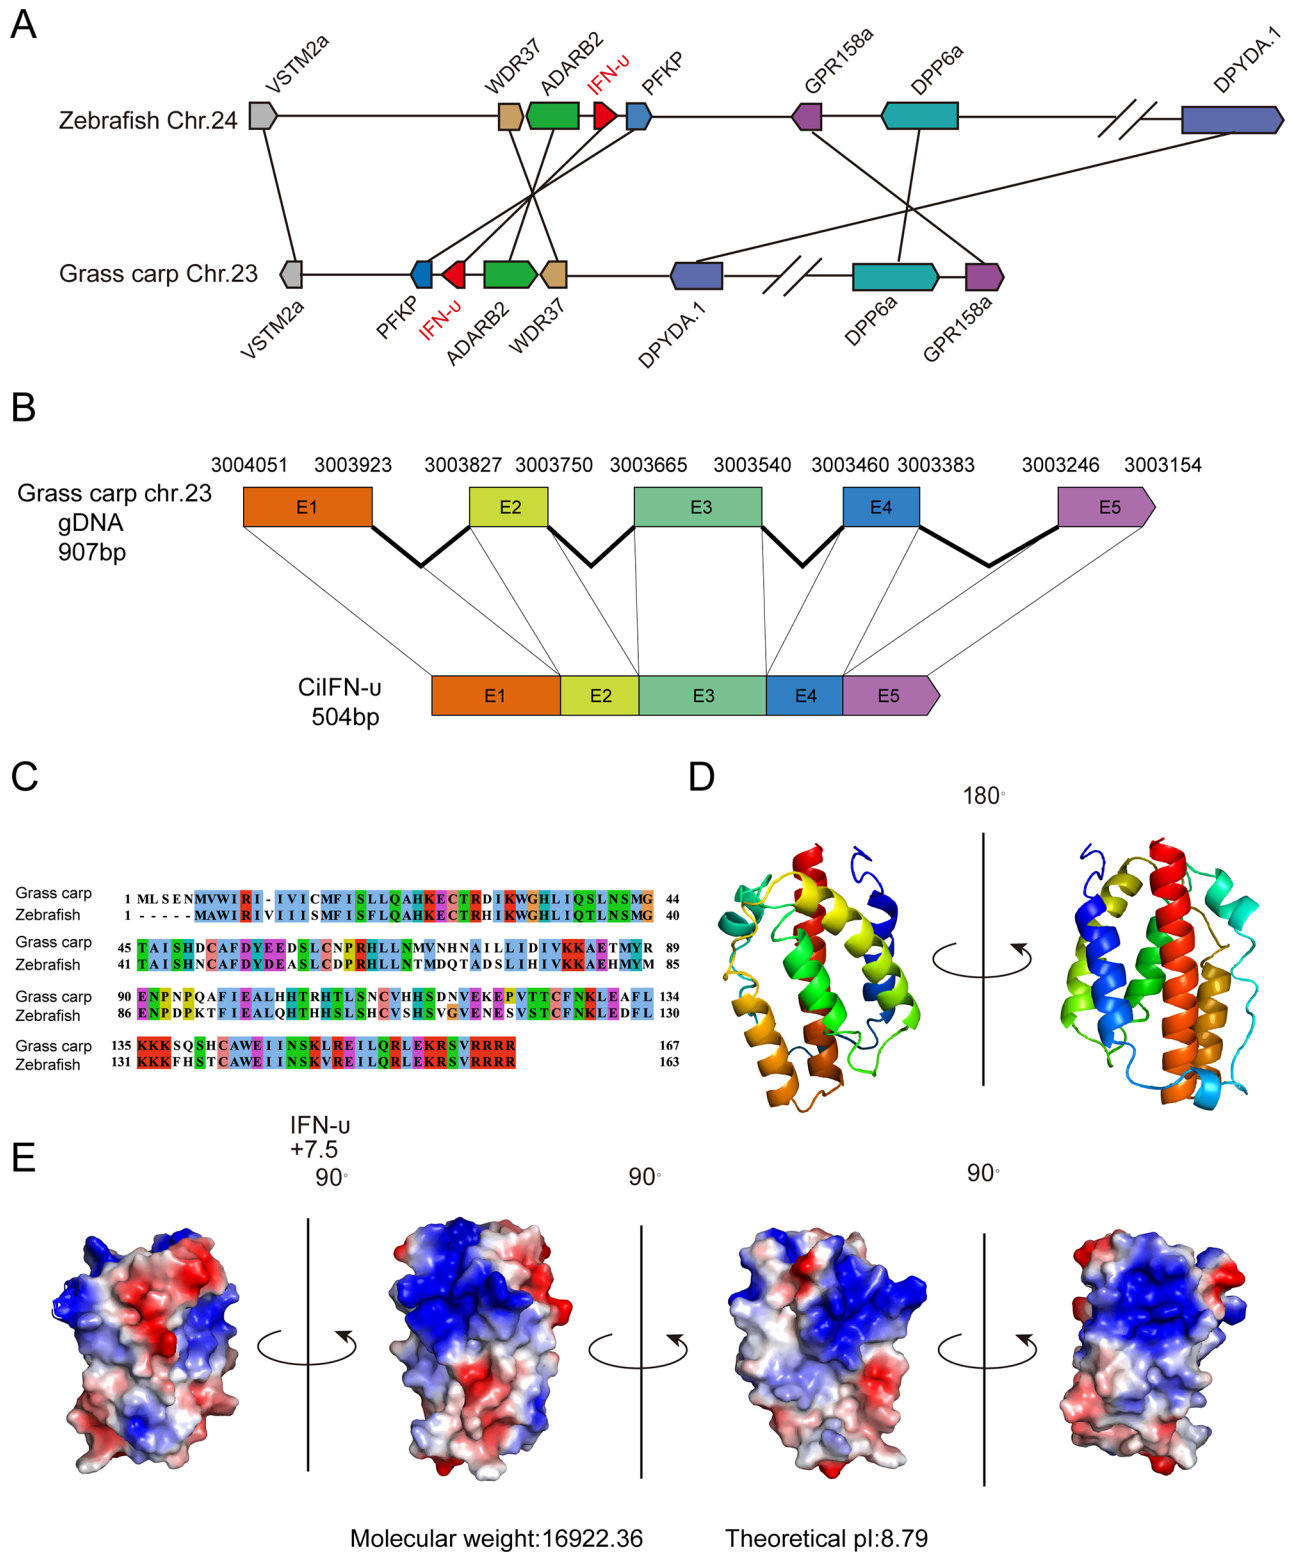 A
VSTM2a
WDR37
ADARB2
IFN-υ
PFKP
GPR158a
DPP6a
DPYDA.1
Zebrafish Chr.24
Grass carp Chr.23
VSTM2a
PFKP
IFN-υ
ADARB2
WDR37
DPYDA.1
DPP6a
GPR158a
B
3004051 3003923 3003827 3003750 3003665 3003540 3003460 3003383 3003246 3003154
Grass carp chr.23
gDNA
907bp
E1 E2 E3 E4 E5
CiIFN-υ
504bp
E1 E2 E3 E4 E5
C
Grass carp 1 MLSENMVWIRI-IVICMFISLLQAHKECTRDIKWGHLIQSLNSMG 44
Zebrafish 1 -----MAWIRIVIIISMFISFLQAHKECTRHIKWGHLIQTLNSMG 40
Grass carp 45 TAISHDCAFDYEEDSLCNPRHLLNMVNHNAILLIDIVKKAETMYR 89
Zebrafish 41 TAISHNCAFDYDEASLCDPRHLLNTMDQTADSLIHIVKKAEHMYM 85
Grass carp 90 ENPNPQAFIEALHHTRHTLSNCVHHSDNVEKEPVTTCFNKLEAFL 134
Zebrafish 86 ENPDPKTFIEALQHTHHSLSHCVSHSVGVENESVSTCFNKLEDFL 130
Grass carp 135 KKKSQSHCAWEIINSKLREILQRLEKRSVRRRR 167
Zebrafish 131 KKKFHSTCAWEIINSKVREILQRLEKRSVRRRR 163
D
180°
E
IFN-υ
+7.5
90°
90°
90°
Molecular weight:16922.36
Theoretical pI:8.79